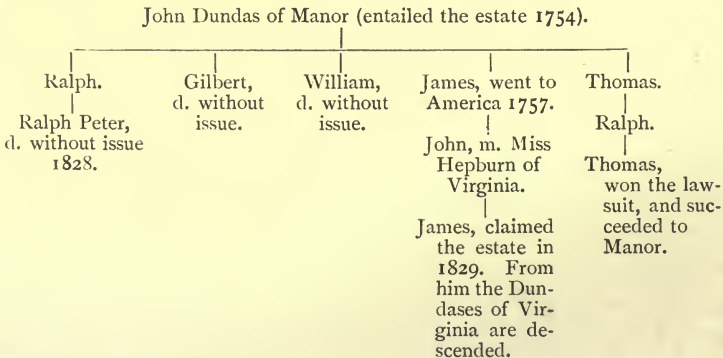 John Dundas of Manor (entailed the estate 1754).
Ralph.
Ralph Peter,
d. without issue
1828.
Gilbert,
d. without
issue.
William,
d. without
issue.
James, went to
America 1757.
John, m. Miss
Hepburn of
Virginia.
James, claimed
the estate in
1829. From
him the Dun-
dases of Vir-
ginia are de-
scended.
Thomas.
Ralph.
Thomas,
won the law-
suit, and suc-
ceeded to
Manor.